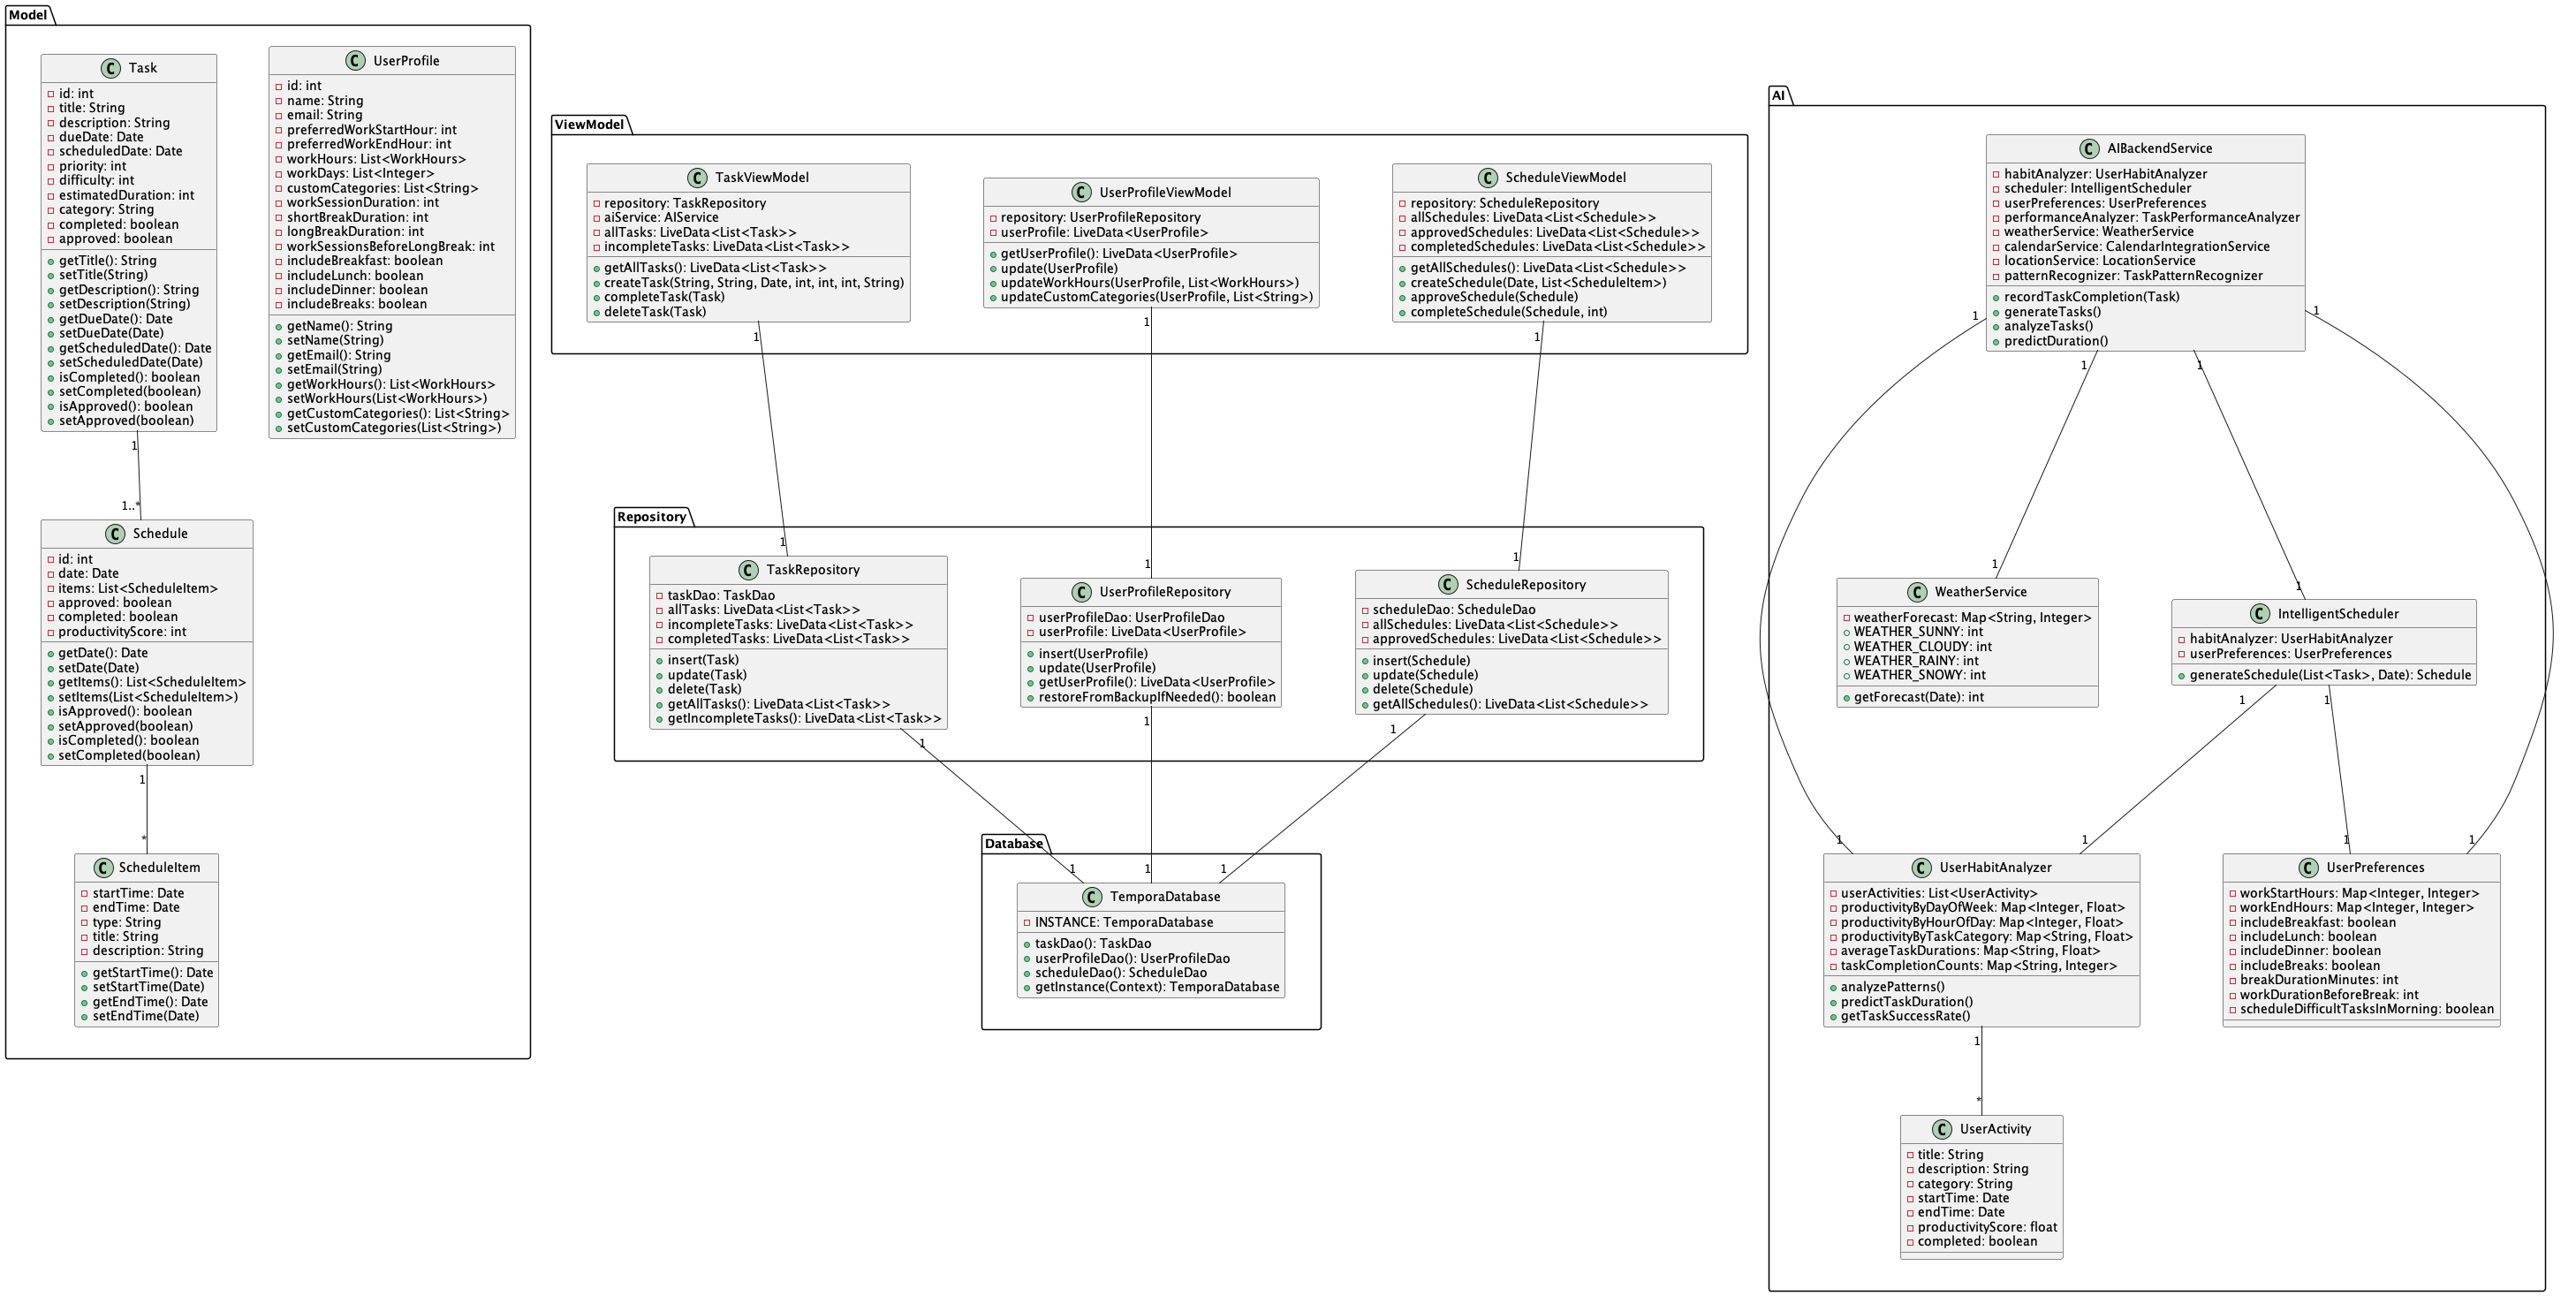 Model
Task
id: int
title: String
description: String
dueDate: Date
scheduledDate: Date
priority: int
difficulty: int
estimatedDuration: int
category: String
completed: boolean
approved: boolean
getTitle(): String
setTitle(String)
getDescription(): String
setDescription(String)
getDueDate(): Date
setDueDate(Date)
getScheduledDate(): Date
setScheduledDate(Date)
isCompleted(): boolean
setCompleted(boolean)
isApproved(): boolean
setApproved(boolean)
UserProfile
id: int
name: String
email: String
preferredWorkStartHour: int
preferredWorkEndHour: int
workHours: List<WorkHours>
workDays: List<Integer>
customCategories: List<String>
workSessionDuration: int
shortBreakDuration: int
longBreakDuration: int
workSessionsBeforeLongBreak: int
includeBreakfast: boolean
includeLunch: boolean
includeDinner: boolean
includeBreaks: boolean
getName(): String
setName(String)
getEmail(): String
setEmail(String)
getWorkHours(): List<WorkHours>
setWorkHours(List<WorkHours>)
getCustomCategories(): List<String>
setCustomCategories(List<String>)
1
1..*
Schedule
id: int
date: Date
items: List<ScheduleItem>
approved: boolean
completed: boolean
productivityScore: int
getDate(): Date
setDate(Date)
getItems(): List<ScheduleItem>
setItems(List<ScheduleItem>)
isApproved(): boolean
setApproved(boolean)
isCompleted(): boolean
setCompleted(boolean)
1
*
ScheduleItem
startTime: Date
endTime: Date
type: String
title: String
description: String
getStartTime(): Date
setStartTime(Date)
getEndTime(): Date
setEndTime(Date)
ViewModel
TaskViewModel
repository: TaskRepository
aiService: AIService
allTasks: LiveData<List<Task>>
incompleteTasks: LiveData<List<Task>>
getAllTasks(): LiveData<List<Task>>
createTask(String, String, Date, int, int, int, String)
completeTask(Task)
deleteTask(Task)
UserProfileViewModel
repository: UserProfileRepository
userProfile: LiveData<UserProfile>
getUserProfile(): LiveData<UserProfile>
update(UserProfile)
updateWorkHours(UserProfile, List<WorkHours>)
updateCustomCategories(UserProfile, List<String>)
ScheduleViewModel
repository: ScheduleRepository
allSchedules: LiveData<List<Schedule>>
approvedSchedules: LiveData<List<Schedule>>
completedSchedules: LiveData<List<Schedule>>
getAllSchedules(): LiveData<List<Schedule>>
createSchedule(Date, List<ScheduleItem>)
approveSchedule(Schedule)
completeSchedule(Schedule, int)
1
1
1
1
1
1
Repository
TaskRepository
taskDao: TaskDao
allTasks: LiveData<List<Task>>
incompleteTasks: LiveData<List<Task>>
completedTasks: LiveData<List<Task>>
insert(Task)
update(Task)
delete(Task)
getAllTasks(): LiveData<List<Task>>
getIncompleteTasks(): LiveData<List<Task>>
UserProfileRepository
userProfileDao: UserProfileDao
userProfile: LiveData<UserProfile>
insert(UserProfile)
update(UserProfile)
getUserProfile(): LiveData<UserProfile>
restoreFromBackupIfNeeded(): boolean
ScheduleRepository
scheduleDao: ScheduleDao
allSchedules: LiveData<List<Schedule>>
approvedSchedules: LiveData<List<Schedule>>
insert(Schedule)
update(Schedule)
delete(Schedule)
getAllSchedules(): LiveData<List<Schedule>>
1
1
1
1
1
1
Database
TemporaDatabase
INSTANCE: TemporaDatabase
taskDao(): TaskDao
userProfileDao(): UserProfileDao
scheduleDao(): ScheduleDao
getInstance(Context): TemporaDatabase
AI
AIBackendService
habitAnalyzer: UserHabitAnalyzer
scheduler: IntelligentScheduler
userPreferences: UserPreferences
performanceAnalyzer: TaskPerformanceAnalyzer
weatherService: WeatherService
calendarService: CalendarIntegrationService
locationService: LocationService
patternRecognizer: TaskPatternRecognizer
recordTaskCompletion(Task)
generateTasks()
analyzeTasks()
predictDuration()
1
1
1
1
1
1
WeatherService
weatherForecast: Map<String, Integer>
WEATHER_SUNNY: int
WEATHER_CLOUDY: int
WEATHER_RAINY: int
WEATHER_SNOWY: int
getForecast(Date): int
IntelligentScheduler
habitAnalyzer: UserHabitAnalyzer
userPreferences: UserPreferences
generateSchedule(List<Task>, Date): Schedule
1
1
1
1
1
1
UserHabitAnalyzer
userActivities: List<UserActivity>
productivityByDayOfWeek: Map<Integer, Float>
productivityByHourOfDay: Map<Integer, Float>
productivityByTaskCategory: Map<String, Float>
averageTaskDurations: Map<String, Float>
taskCompletionCounts: Map<String, Integer>
analyzePatterns()
predictTaskDuration()
getTaskSuccessRate()
UserPreferences
workStartHours: Map<Integer, Integer>
workEndHours: Map<Integer, Integer>
includeBreakfast: boolean
includeLunch: boolean
includeDinner: boolean
includeBreaks: boolean
breakDurationMinutes: int
workDurationBeforeBreak: int
scheduleDifficultTasksInMorning: boolean
1
*
UserActivity
title: String
description: String
category: String
startTime: Date
endTime: Date
productivityScore: float
completed: boolean